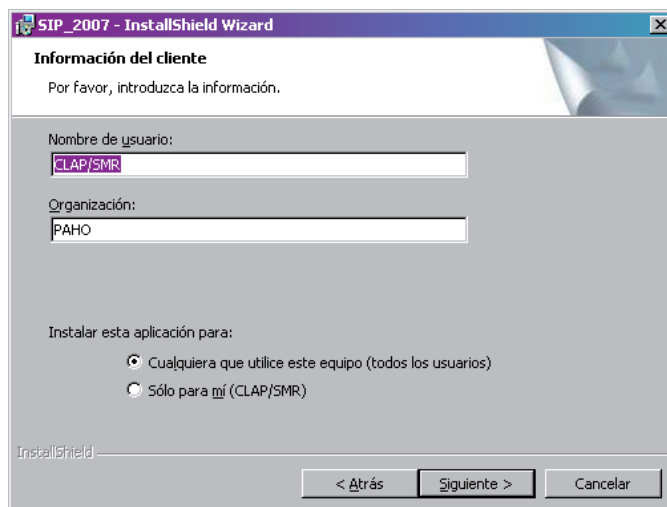 SIP_2007 - InstallShield Wizard
Información del cliente
Por favor, introduzca la información.
Nombre de usuario:
CLAP/SMR
Organización:
PAHO
Instalar esta aplicación para:
Cualquiera que utilice este equipo (todos los usuarios)
Sólo para mí (CLAP/SMR)
InstallShield
< Atrás Siguiente > Cancelar